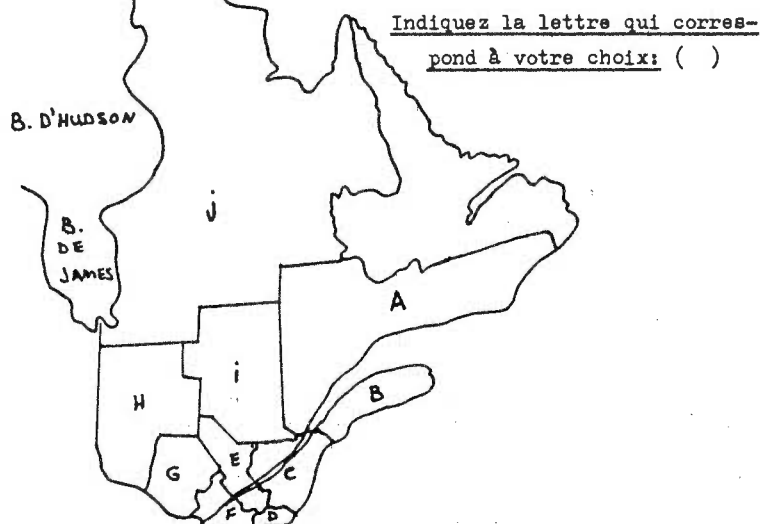 Indiquez la lettre qui corres-
pond à votre choix: ( )
B. D'HUDSON
B.
DE
JAMES
j
A
B
i
H
E
C
G
F
D